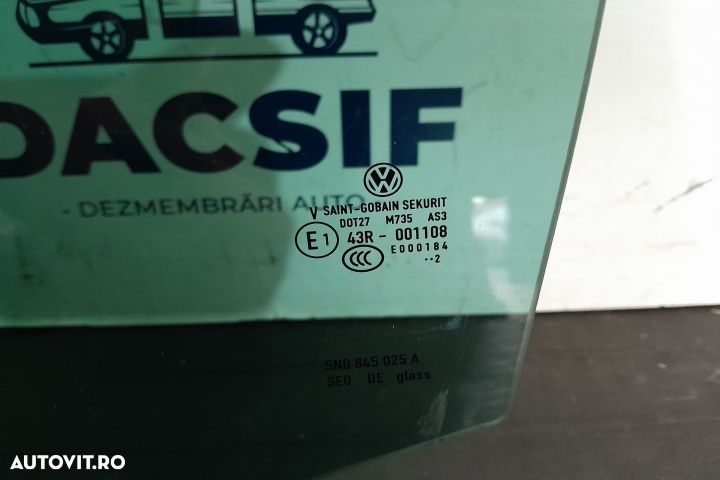 DACSIF
- DEZMEMBRĂRI AUTO
V SAINT-GOBAIN SEKURIT
DOT27 M735 AS3
E1 43R - 001108
CCC E000184
··2
5N0 845 025 A
SEO DE glass
AUTOVIT.RO